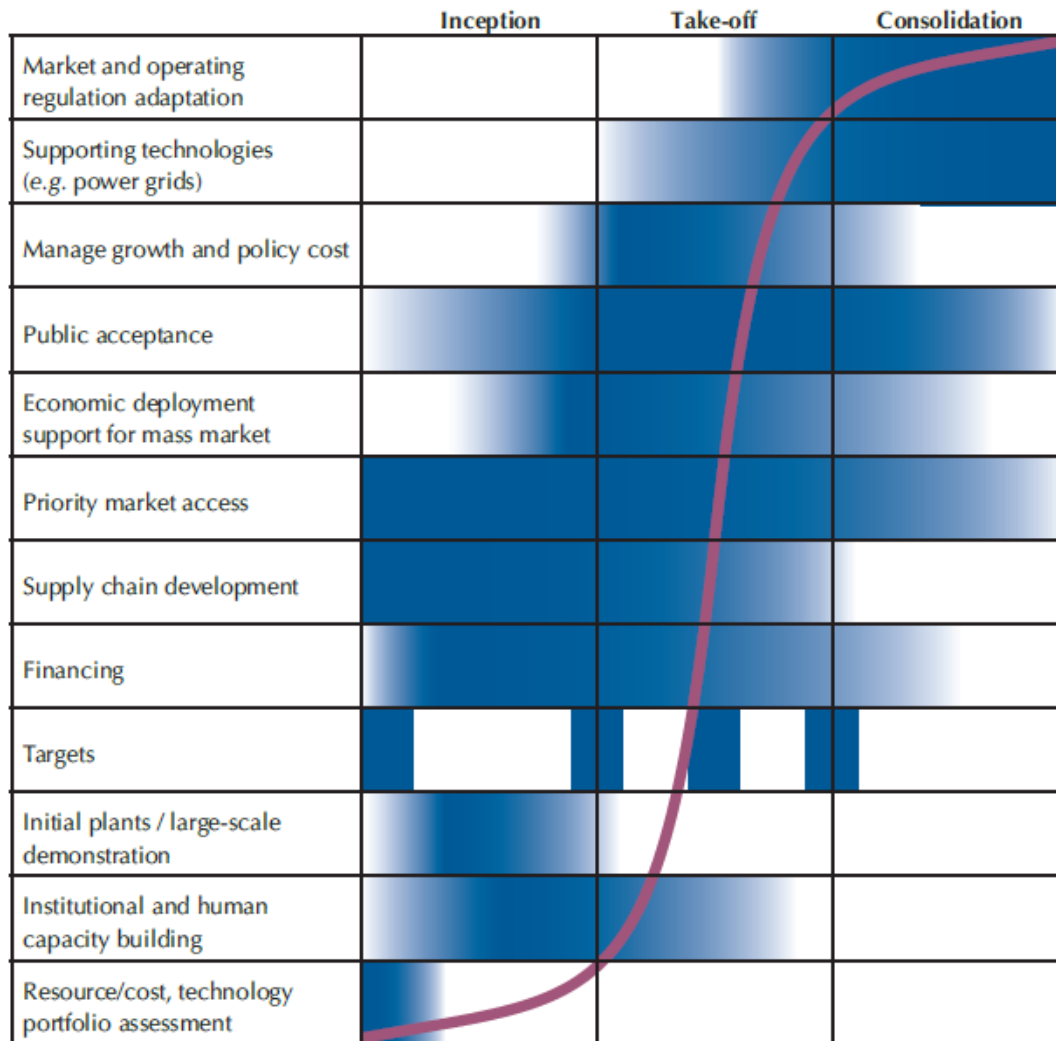 Inception Take-off Consolidation
Market and operating
regulation adaptation
Supporting technologies
(e.g. power grids)
Manage growth and policy cost
Public acceptance
Economic deployment
support for mass market
Priority market access
Supply chain development
Financing
Targets
Initial plants / large-scale
demonstration
Institutional and human
capacity building
Resource/cost, technology
portfolio assessment